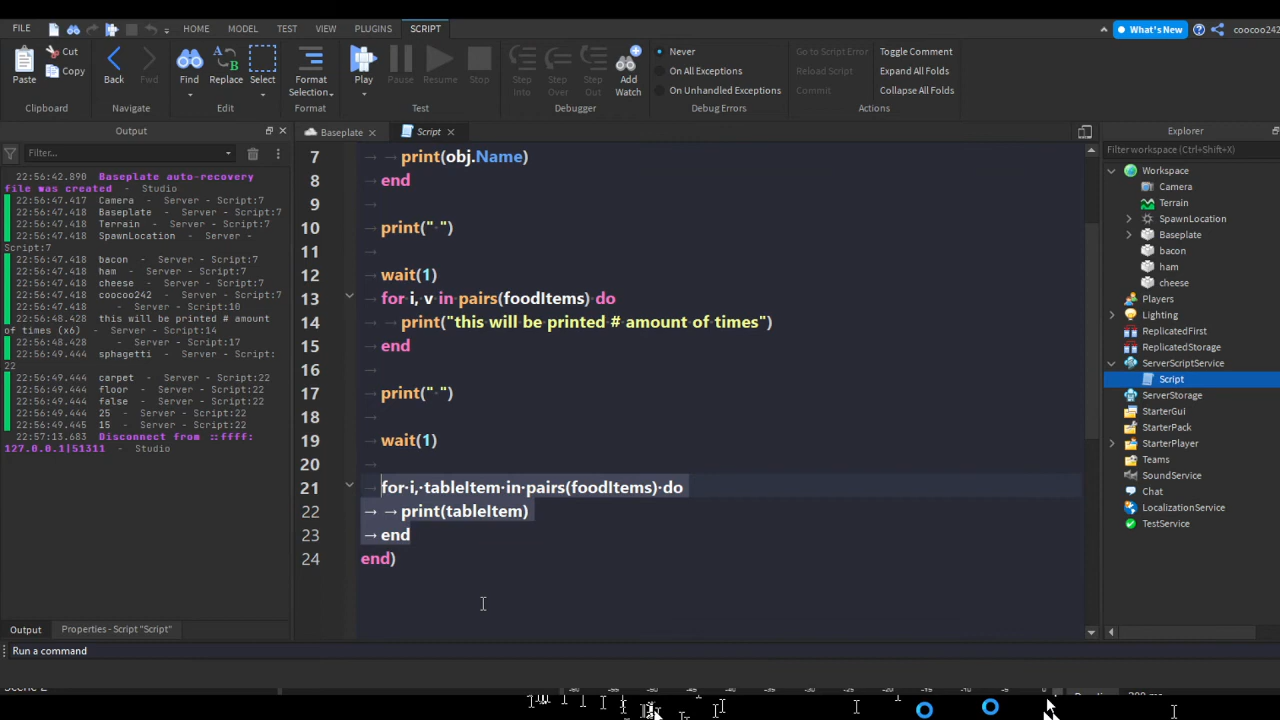 FILE HOME MODEL TEST VIEW PLUGINS SCRIPT What's New coocoo242
Paste Cut Copy Back Fwd Find Replace Select Format Selection Play Pause Resume Stop Step Into Step Over Step Out Add Watch Never On All Exceptions On Unhandled Exceptions Go to Script Error Reload Script Commit Toggle Comment Expand All Folds Collapse All Folds
Clipboard Navigate Edit Format Test Debugger Debug Errors Actions
Output
Filter...
22:56:42.890 Baseplate auto-recovery
file was created - Studio
22:56:47.417 Camera - Server - Script:7
22:56:47.418 Baseplate - Server - Script:7
22:56:47.418 Terrain - Server - Script:7
22:56:47.418 SpawnLocation - Server -
Script:7
22:56:47.418 bacon - Server - Script:7
22:56:47.418 ham - Server - Script:7
22:56:47.418 cheese - Server - Script:7
22:56:47.418 coocoo242 - Server - Script:7
22:56:47.418 - Server - Script:10
22:56:48.428 this will be printed # amount
of times (x6) - Server - Script:14
22:56:48.428 - Server - Script:17
22:56:49.444 sphagetti - Server - Script:
22
22:56:49.444 carpet - Server - Script:22
22:56:49.444 floor - Server - Script:22
22:56:49.444 false - Server - Script:22
22:56:49.444 25 - Server - Script:22
22:56:49.444 15 - Server - Script:22
22:57:13.683 Disconnect from ::ffff:
127.0.0.1|51311 - Studio
Output Properties - Script "Script"
Run a command
Baseplate Script
7 print(obj.Name)
8 end
9
10 print(" ")
11
12 wait(1)
13 for i, v in pairs(foodItems) do
14 print("this will be printed # amount of times")
15 end
16
17 print(" ")
18
19 wait(1)
20
21 for i, tableItem in pairs(foodItems) do
22 print(tableItem)
23 end
24 end)
Explorer
Filter workspace (Ctrl+Shift+X)
Workspace
Camera
Terrain
SpawnLocation
Baseplate
bacon
ham
cheese
Players
Lighting
ReplicatedFirst
ReplicatedStorage
ServerScriptService
Script
ServerStorage
StarterGui
StarterPack
StarterPlayer
Teams
SoundService
Chat
LocalizationService
TestService